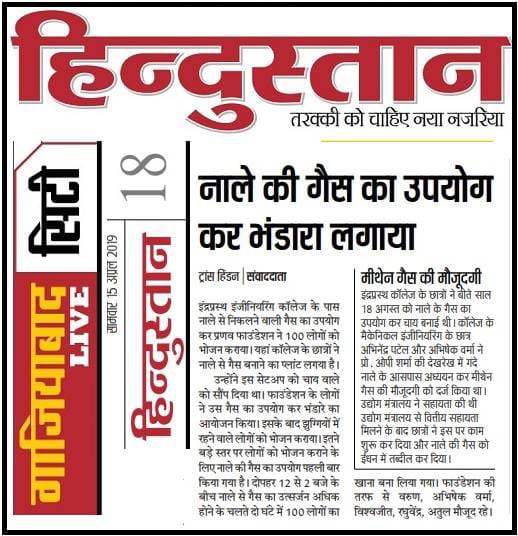 हिन्दुस्तान
तरक्की को चाहिए नया नजरिया
गाजियाबाद
LIVE
सिटी
सोमवार 15 अप्रैल 2019
हिन्दुस्तान
18
नाले की गैस का उपयोग
कर भंडारा लगाया
ट्रांस हिंडन | संवाददाता
इंद्रप्रस्थ इंजीनियरिंग कॉलेज के पास
नाले से निकलने वाली गैस का उपयोग
कर प्रणव फाउंडेशन ने 100 लोगों को
भोजन कराया। यहां कॉलेज के छात्रों ने
नाले से गैस बनाने का प्लांट लगया है।
उन्होंने इस सेटअप को चाय वाले
को सौंप दिया था। फाउंडेशन के लोगों
ने उस गैस का उपयोग कर भंडारे का
आयोजन किया। इसके बाद झुग्गियों में
रहने वाले लोगों को भोजन कराया। इतने
बड़े स्तर पर लोगों को भोजन कराने के
लिए नाले की गैस का उपयोग पहली बार
किया गया है। दोपहर 12 से 2 बजे के
बीच नाले से गैस का उत्सर्जन अधिक
होने के चलते दो घंटे में 100 लोगों का
मीथेन गैस की मौजूदगी
इंद्रप्रस्थ कॉलेज के छात्रों ने बीते साल
18 अगस्त को नाले के गैस का
उपयोग कर चाय बनाई थी। कॉलेज के
मैकेनिकल इंजीनियरिंग के छात्र
अभिनेंद्र पटेल और अभिषेक वर्मा ने
प्रो. ओपी शर्मा की देखरेख में गंदे
नाले के आसपास अध्ययन कर मीथेन
गैस की मौजूदगी को दर्ज किया था।
उद्योग मंत्रालय ने सहायता की थी
उद्योग मंत्रालय से वित्तीय सहायता
मिलने के बाद छात्रों ने इस पर काम
शुरू कर दिया और नाले की गैस को
ईंधन में तब्दील कर दिया।
खाना बना लिया गया। फाउंडेशन की
तरफ से वरुण, अभिषेक वर्मा,
विश्वजीत, रघुवेंद्र, अतुल मौजूद रहे।